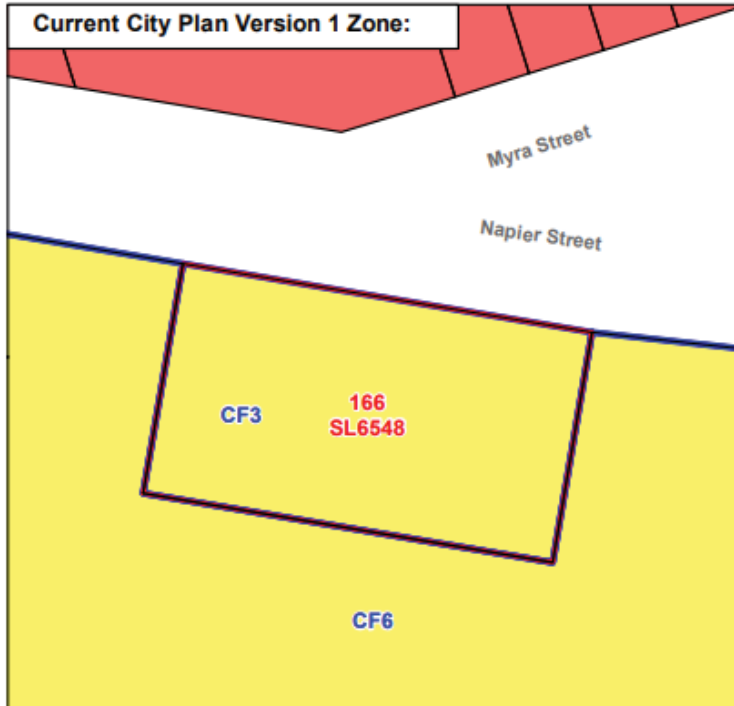 Current City Plan Version 1 Zone:
Myra Street
Napier Street
CF3
166
SL6548
CF6